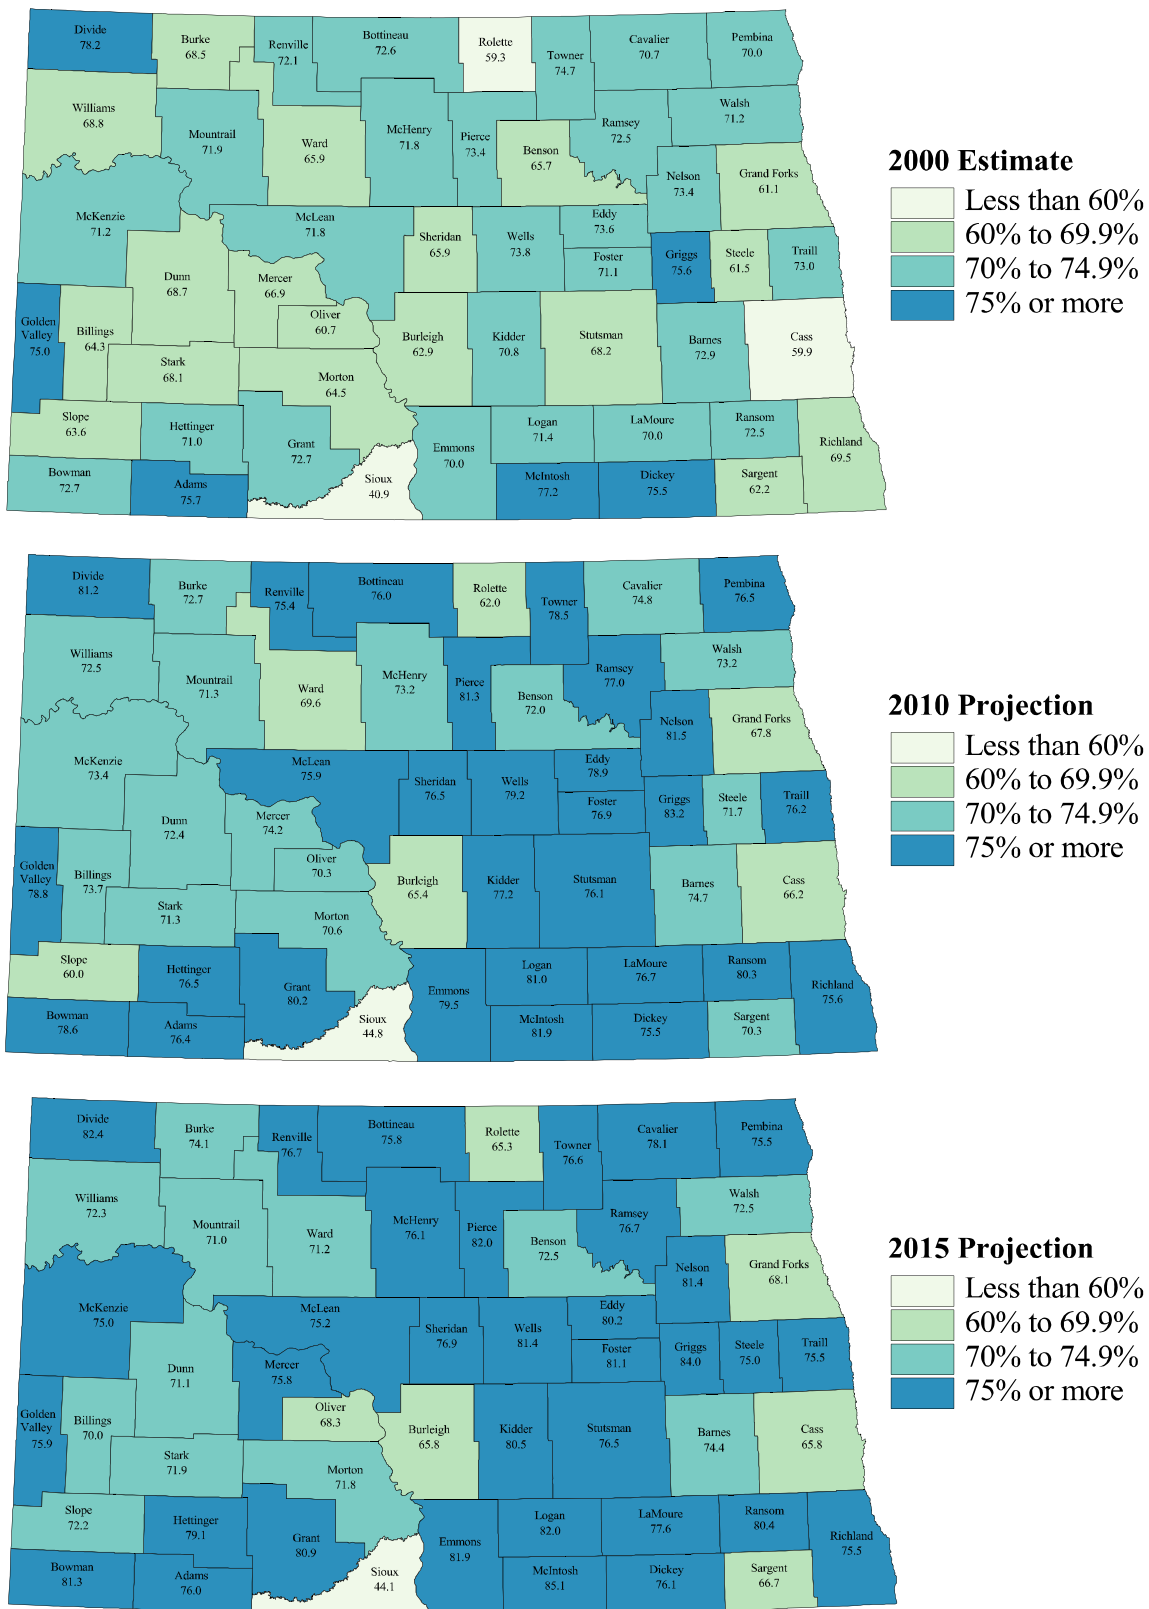 Divide
78.2
Burke
68.5
Renville
72.1
Bottineau
72.6
Rolette
59.3
Towner
74.7
Cavalier
70.7
Pembina
70.0
Williams
68.8
Mountrail
71.9
Ward
65.9
McHenry
71.8
Pierce
73.4
Benson
65.7
Ramsey
72.5
Walsh
71.2
Nelson
73.4
Grand Forks
61.1
McKenzie
71.2
McLean
71.8
Sheridan
65.9
Wells
73.8
Eddy
73.6
Foster
71.1
Griggs
75.6
Steele
61.5
Traill
73.0
Dunn
68.7
Mercer
66.9
Oliver
60.7
Golden
Valley
75.0
Billings
64.3
Stark
68.1
Burleigh
62.9
Kidder
70.8
Stutsman
68.2
Barnes
72.9
Cass
59.9
Morton
64.5
Slope
63.6
Hettinger
71.0
Grant
72.7
Emmons
70.0
Logan
71.4
LaMoure
70.0
Ransom
72.5
Richland
69.5
Bowman
72.7
Adams
75.7
Sioux
40.9
McIntosh
77.2
Dickey
75.5
Sargent
62.2
2000 Estimate
Less than 60%
60% to 69.9%
70% to 74.9%
75% or more
Divide
81.2
Burke
72.7
Renville
75.4
Bottineau
76.0
Rolette
62.0
Towner
78.5
Cavalier
74.8
Pembina
76.5
Williams
72.5
Mountrail
71.3
Ward
69.6
McHenry
73.2
Pierce
81.3
Benson
72.0
Ramsey
77.0
Walsh
73.2
Nelson
81.5
Grand Forks
67.8
McKenzie
73.4
McLean
75.9
Sheridan
76.5
Wells
79.2
Eddy
78.9
Foster
76.9
Griggs
83.2
Steele
71.7
Traill
76.2
Dunn
72.4
Mercer
74.2
Oliver
70.3
Golden
Valley
78.8
Billings
73.7
Stark
71.3
Burleigh
65.4
Kidder
77.2
Stutsman
76.1
Barnes
74.7
Cass
66.2
Morton
70.6
Slope
60.0
Hettinger
76.5
Grant
80.2
Emmons
79.5
Logan
81.0
LaMoure
76.7
Ransom
80.3
Richland
75.6
Bowman
78.6
Adams
76.4
Sioux
44.8
McIntosh
81.9
Dickey
75.5
Sargent
70.3
2010 Projection
Less than 60%
60% to 69.9%
70% to 74.9%
75% or more
Divide
82.4
Burke
74.1
Renville
76.7
Bottineau
75.8
Rolette
65.3
Towner
76.6
Cavalier
78.1
Pembina
75.5
Williams
72.3
Mountrail
71.0
Ward
71.2
McHenry
76.1
Pierce
82.0
Benson
72.5
Ramsey
76.7
Walsh
72.5
Nelson
81.4
Grand Forks
68.1
McKenzie
75.0
McLean
75.2
Sheridan
76.9
Wells
81.4
Eddy
80.2
Foster
81.1
Griggs
84.0
Steele
75.0
Traill
75.5
Dunn
71.1
Mercer
75.8
Oliver
68.3
Golden
Valley
75.9
Billings
70.0
Stark
71.9
Burleigh
65.8
Kidder
80.5
Stutsman
76.5
Barnes
74.4
Cass
65.8
Morton
71.8
Slope
72.2
Hettinger
79.1
Grant
80.9
Emmons
81.9
Logan
82.0
LaMoure
77.6
Ransom
80.4
Richland
75.5
Bowman
81.3
Adams
76.0
Sioux
44.1
McIntosh
85.1
Dickey
76.1
Sargent
66.7
2015 Projection
Less than 60%
60% to 69.9%
70% to 74.9%
75% or more